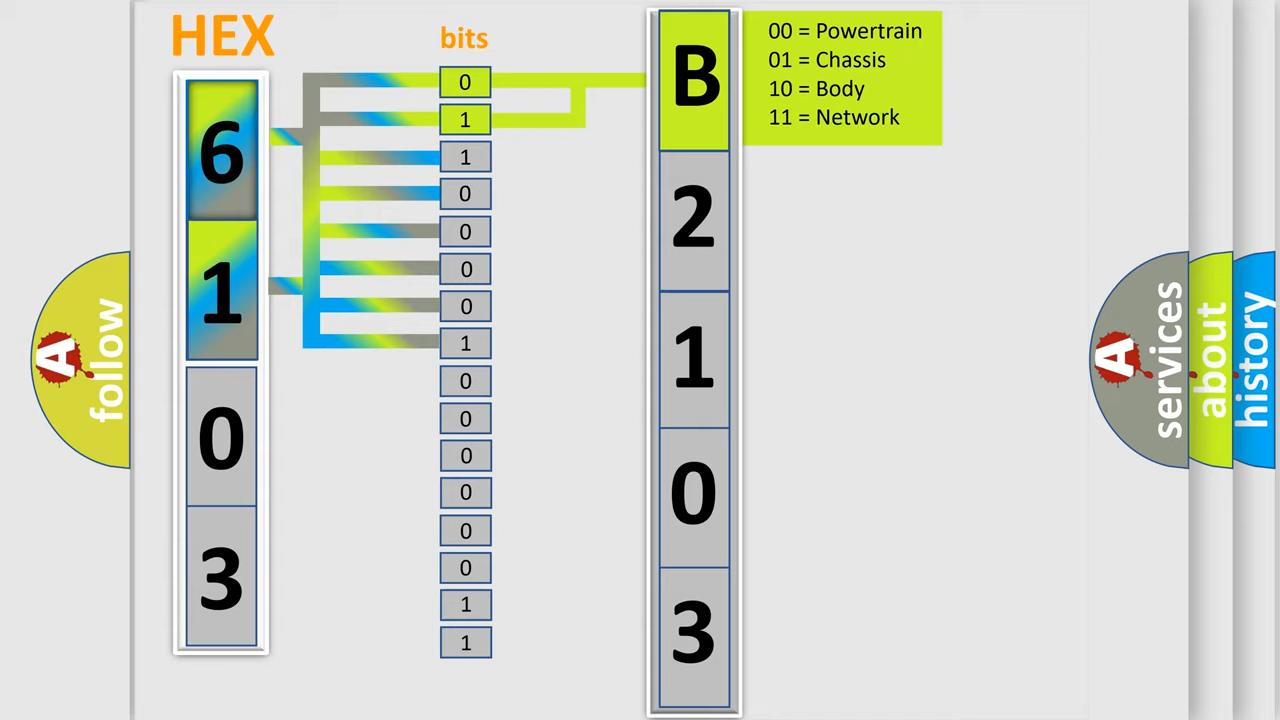 HEX
bits
6
1
0
3
0
1
1
0
0
0
0
1
0
0
0
0
0
0
1
1
B
2
1
0
3
00 = Powertrain
01 = Chassis
10 = Body
11 = Network
A follow
A services
about
history